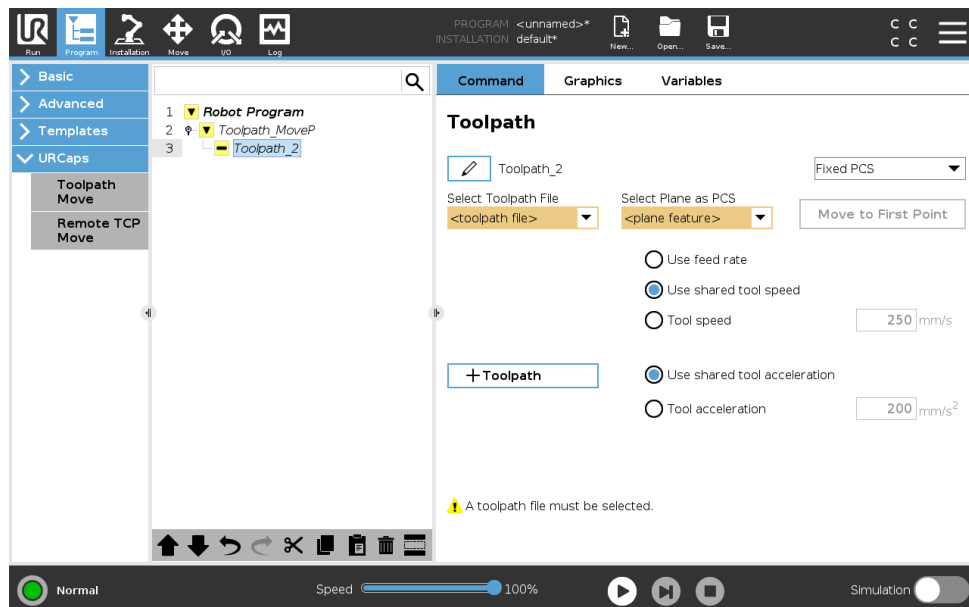 UR
PROGRAM <unnamed>*
INSTALLATION default*
Run Program Installation Move I/O Log
New... Open... Save...
C C
C C
Basic
Advanced
Templates
URCaps
Toolpath
Move
Remote TCP
Move
1 Robot Program
2 Toolpath_MoveP
3 Toolpath_2
Command Graphics Variables
Toolpath
Toolpath_2
Fixed PCS
Select Toolpath File
Select Plane as PCS
<toolpath file>
<plane feature>
Move to First Point
Use feed rate
Use shared tool speed
Tool speed 250 mm/s
+Toolpath
Use shared tool acceleration
Tool acceleration 200 mm/s²
A toolpath file must be selected.
Normal
Speed 100%
Simulation